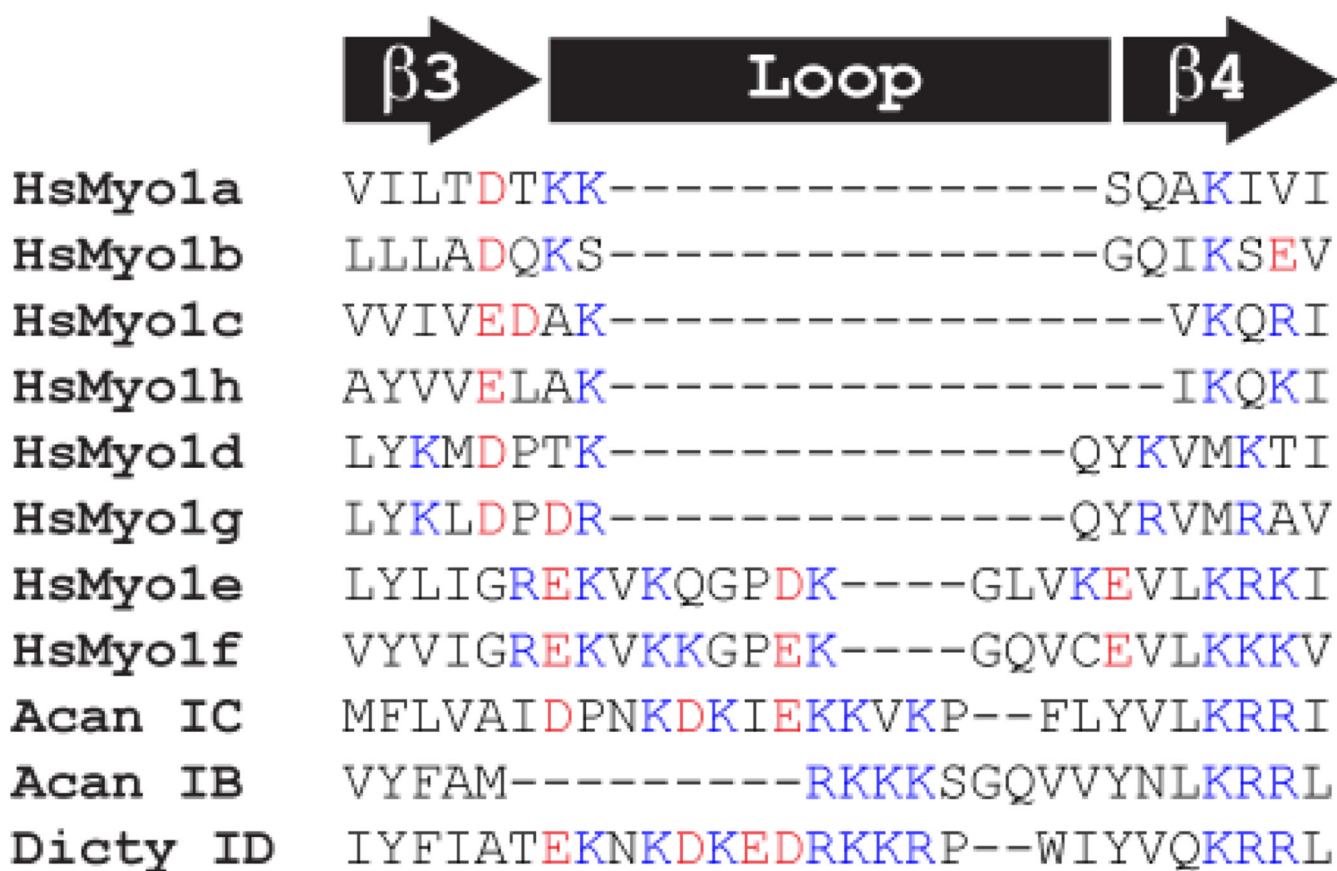 β3 Loop β4
HsMyo1a VILTDTKK---------------SQAKIVI
HsMyo1b LLLADQKS---------------GQIKSEV
HsMyo1c VVIVEDAK-----------------VKQRI
HsMyo1h AYVVELAK-----------------IKQKI
HsMyo1d LYKMDPTK--------------QYKVMKTI
HsMyo1g LYKLDPDR--------------QYRVMRAV
HsMyo1e LYLIGREKVKQGPDK----GLVKEVLKRKI
HsMyo1f VYVIGREKVKKGPEK----GQVCEVLKKKV
Acan IC MFLVAIDPNKDKIEKKVKP--FLYVLKRRI
Acan IB VYFAM---------RKKKSGQVVYNLKRRL
Dicty ID IYFIATEKNKDKEDRKKRP--WIYVQKRRL